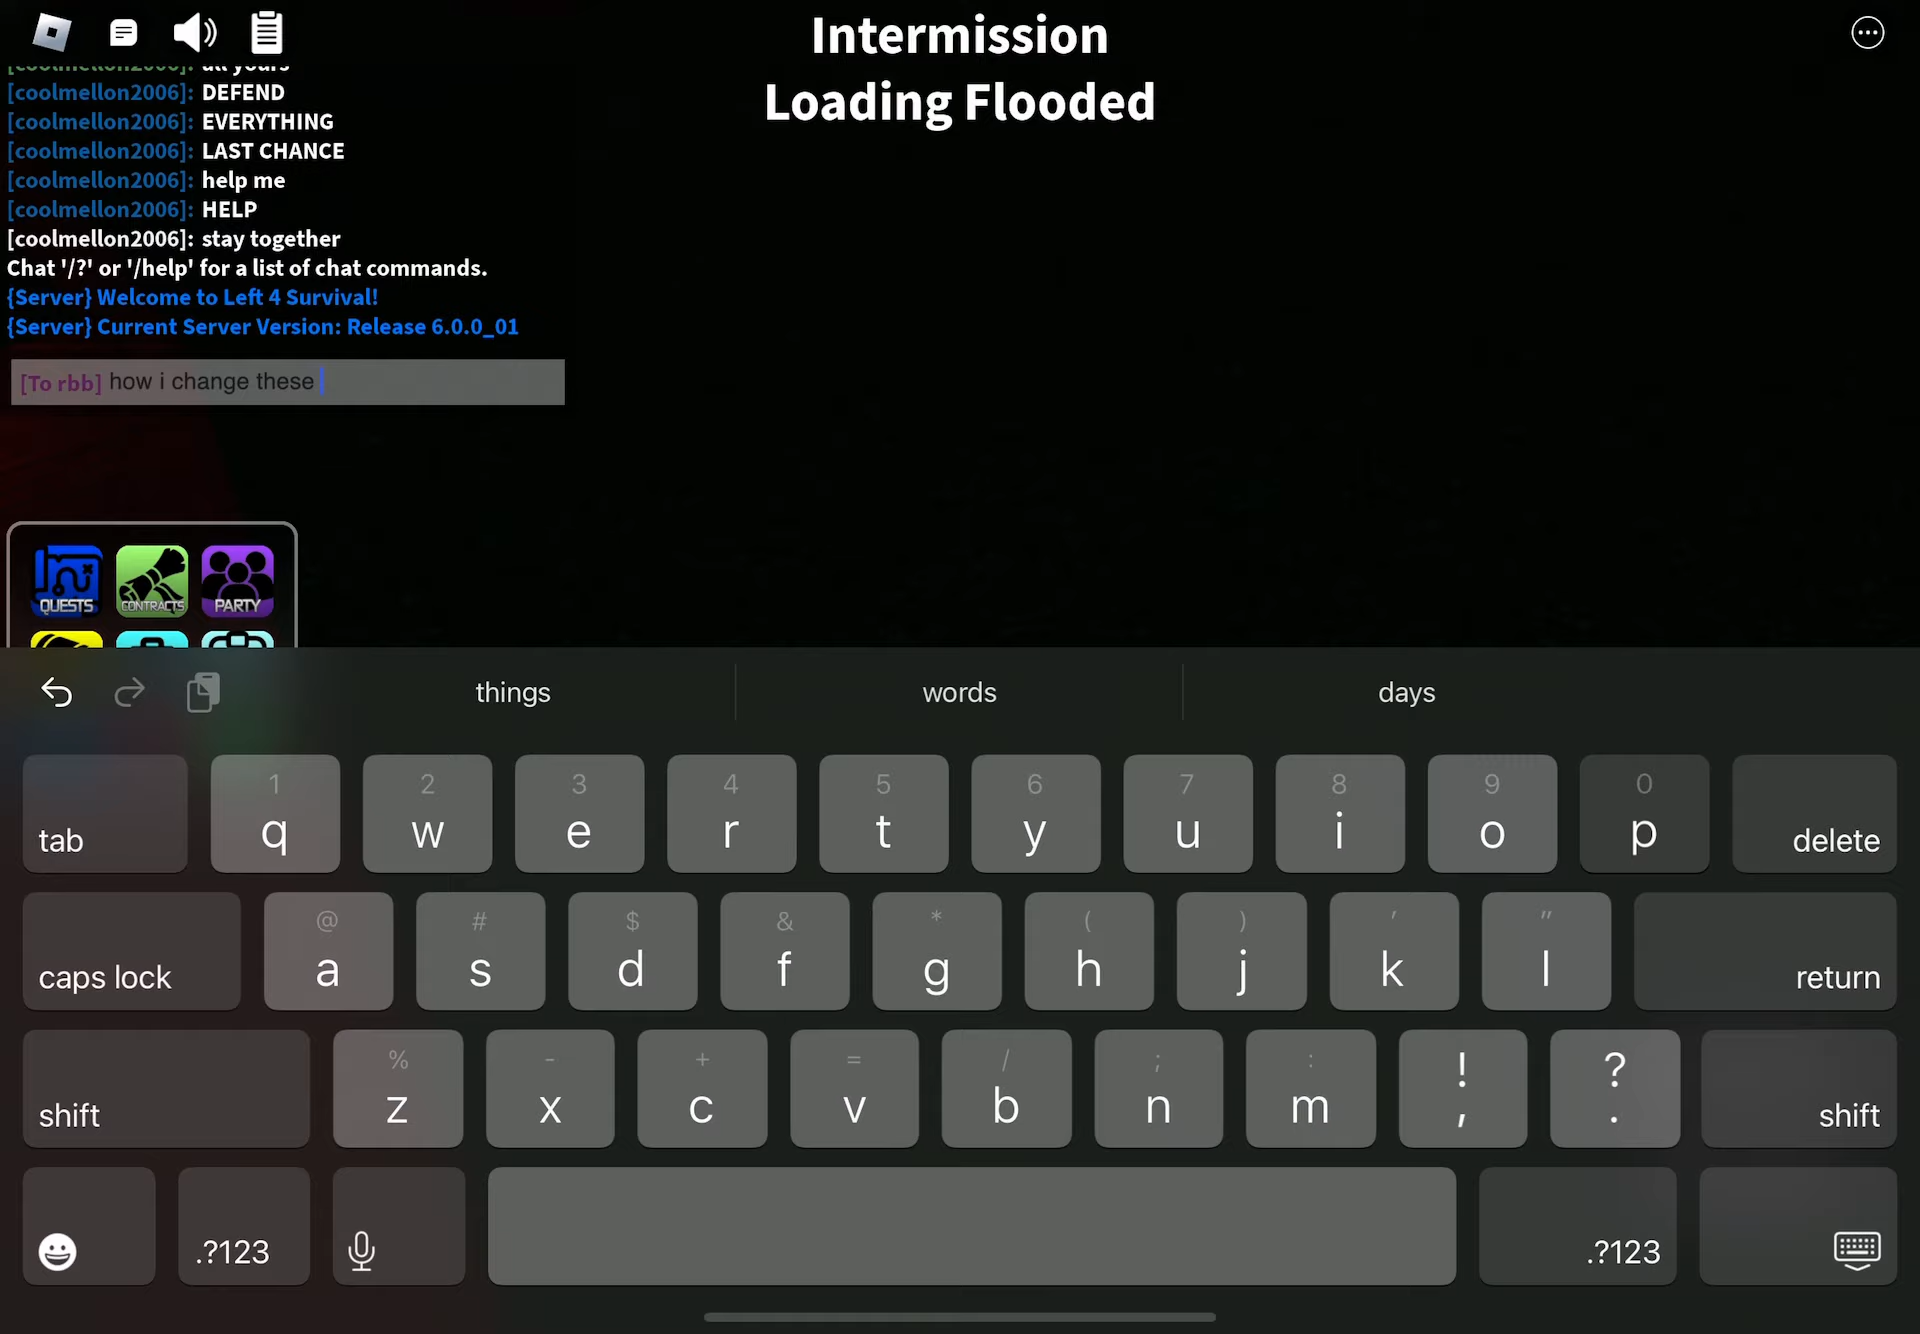 Intermission
Loading Flooded
[coolmellon2006]: all yours
[coolmellon2006]: DEFEND
[coolmellon2006]: EVERYTHING
[coolmellon2006]: LAST CHANCE
[coolmellon2006]: help me
[coolmellon2006]: HELP
[coolmellon2006]: stay together
Chat '/?' or '/help' for a list of chat commands.
{Server} Welcome to Left 4 Survival!
{Server} Current Server Version: Release 6.0.0_01
[To rbb] how i change these
QUESTS CONTRACTS PARTY
things words days
1 2 3 4 5 6 7 8 9 0
tab q w e r t y u i o p delete
@ # $ & * ( ) ' "
caps lock a s d f g h j k l return
% - + = / ; : ! ?
shift z x c v b n m , . shift
.?123 .?123